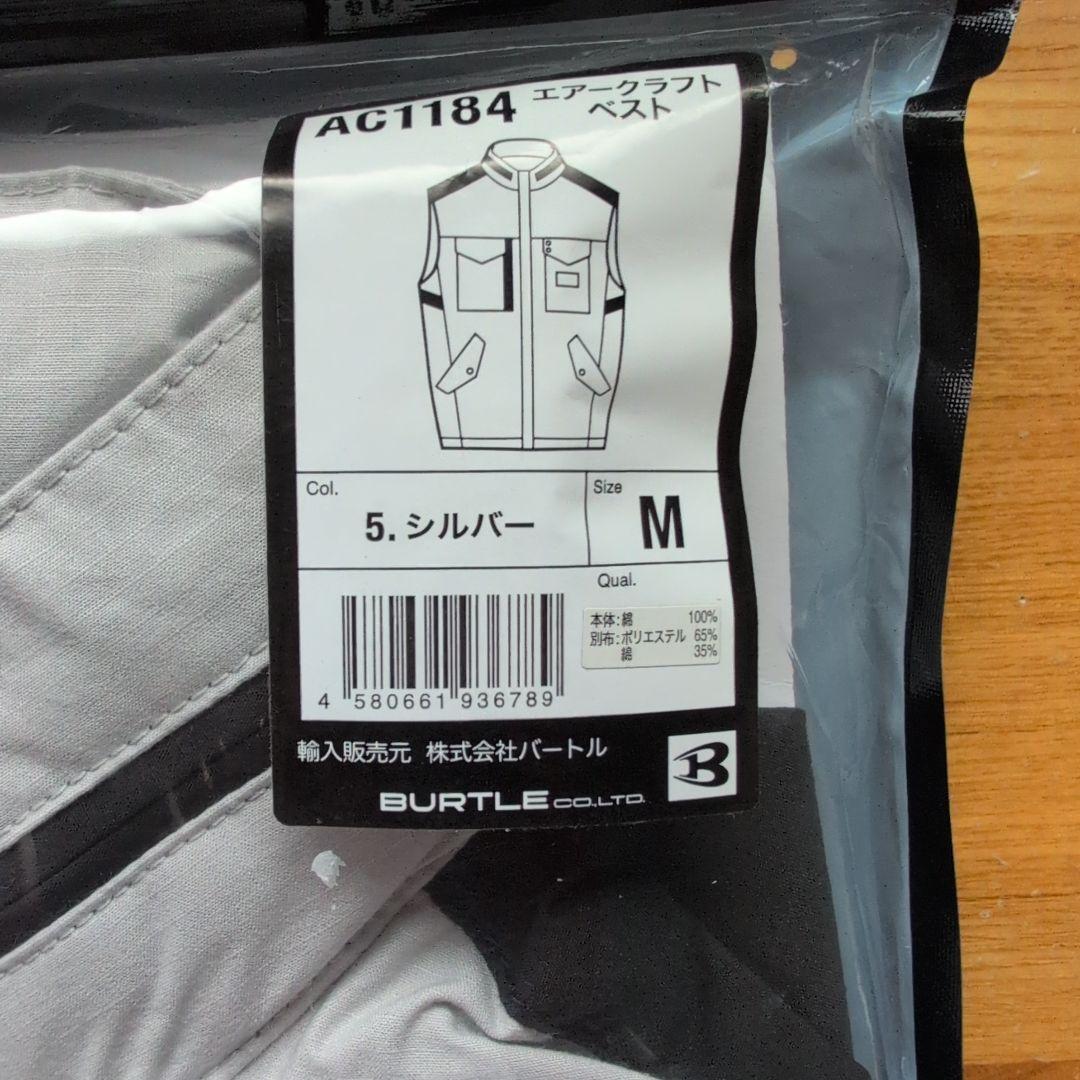 AC1184 エアークラフト
ベスト
Col.
5. シルバー
Size
M
Qual.
本体:綿 100%
別布:ポリエステル 65%
綿 35%
4 580661 936789
輸入販売元 株式会社バートル
BURTLE CO.,LTD.
B